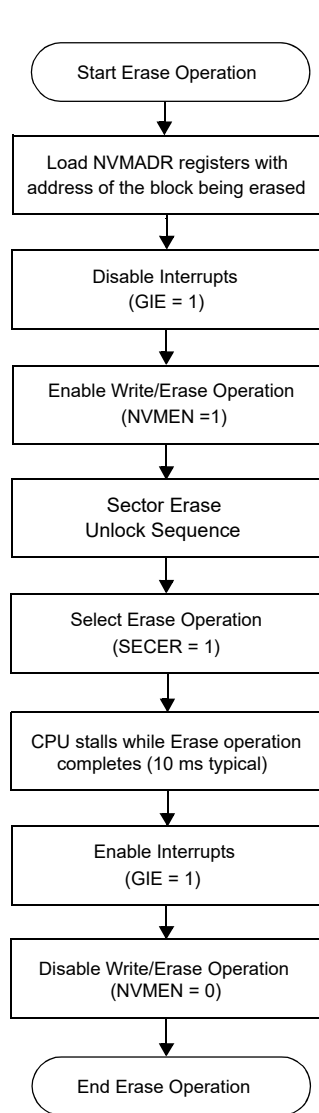 Start Erase Operation
Load NVMADR registers with
address of the block being erased
Disable Interrupts
(GIE = 1)
Enable Write/Erase Operation
(NVMEN =1)
Sector Erase
Unlock Sequence
Select Erase Operation
(SECER = 1)
CPU stalls while Erase operation
completes (10 ms typical)
Enable Interrupts
(GIE = 1)
Disable Write/Erase Operation
(NVMEN = 0)
End Erase Operation